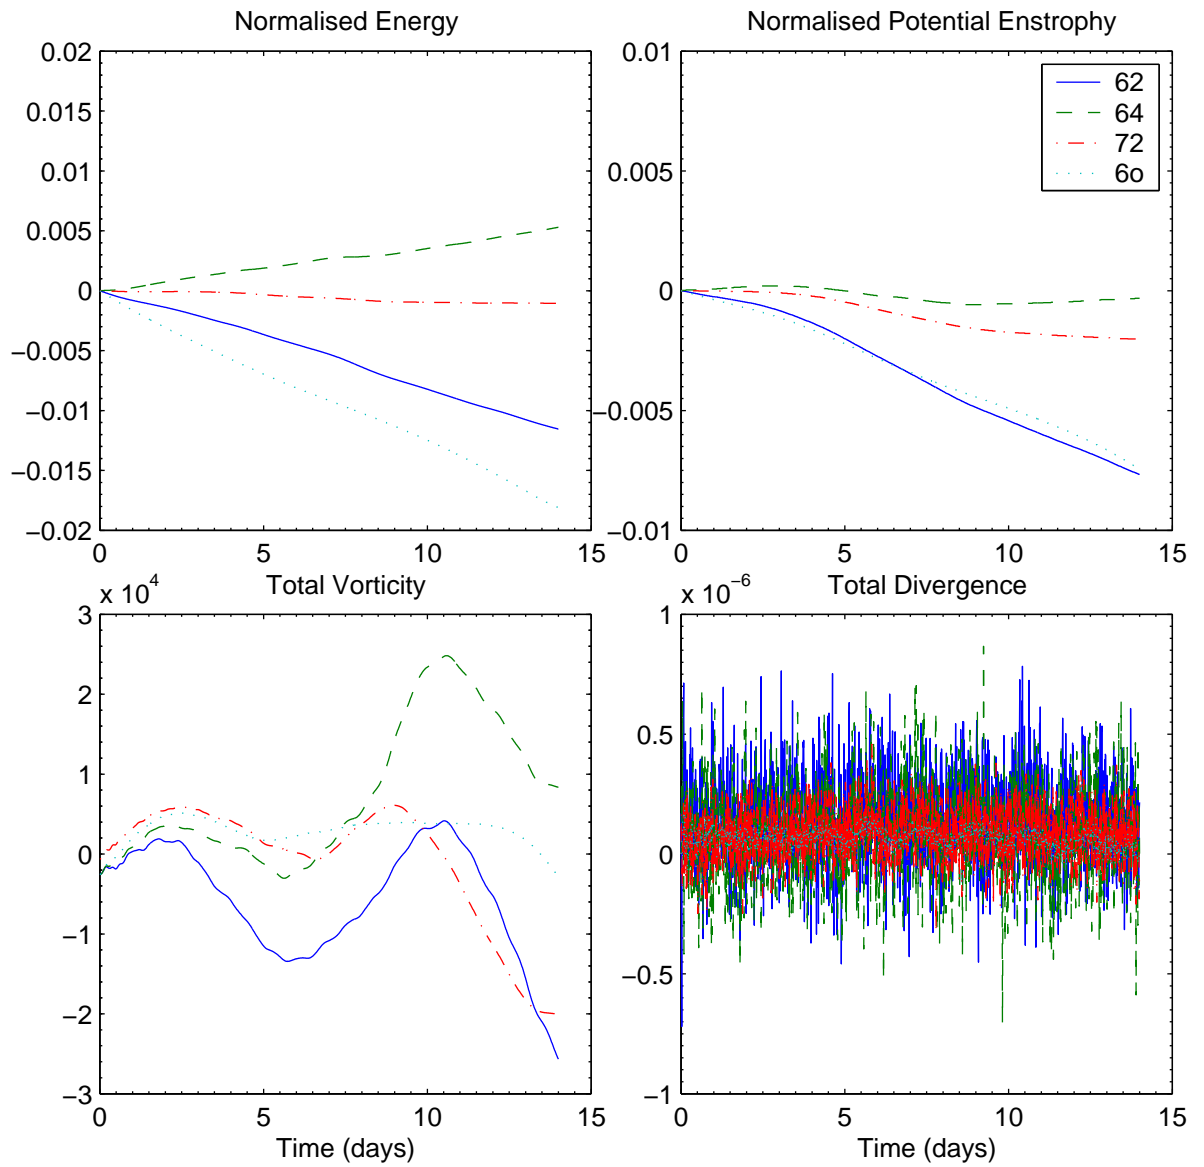 Normalised Energy
0.02
0.015
0.01
0.005
0
−0.005
−0.01
−0.015
−0.02
0 5 10 15
Normalised Potential Enstrophy
0.01
0.005
0
−0.005
−0.01
0 5 10 15
62
64
72
6o
x 10^4
Total Vorticity
3
2
1
0
−1
−2
−3
0 5 10 15
Time (days)
x 10^−6
Total Divergence
1
0.5
0
−0.5
−1
0 5 10 15
Time (days)